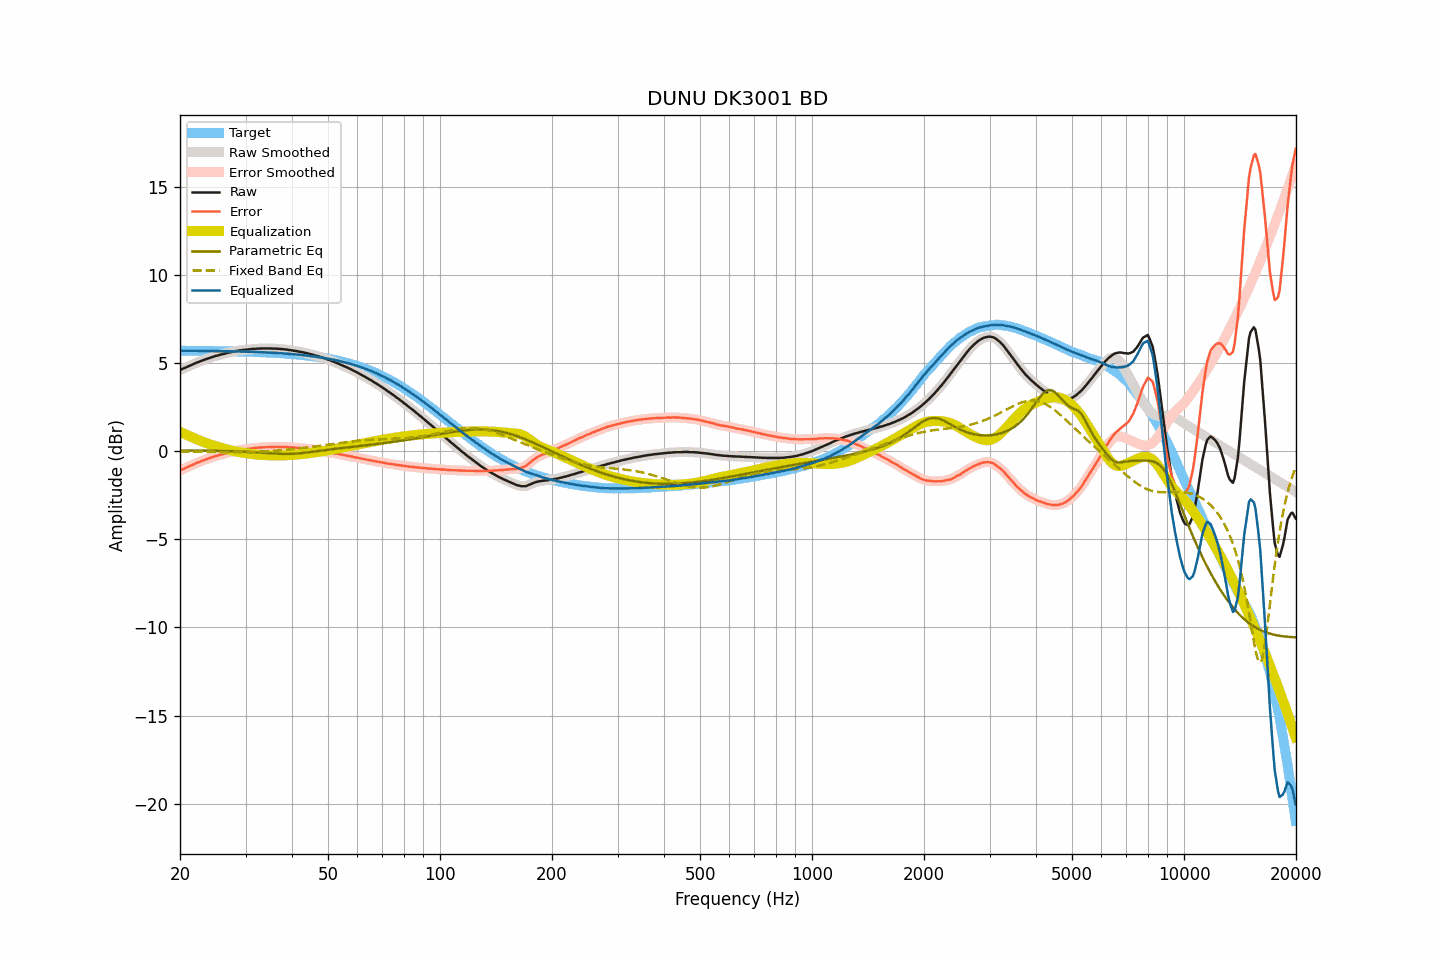 DUNU DK3001 BD
Target
Raw Smoothed
Error Smoothed
Raw
Error
Equalization
Parametric Eq
Fixed Band Eq
Equalized
15
10
5
0
−5
−10
−15
−20
Amplitude (dBr)
20 50 100 200 500 1000 2000 5000 10000 20000
Frequency (Hz)